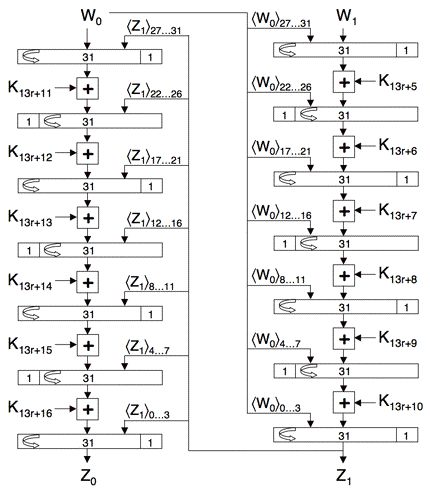 W₀ ⟨Z₁⟩₂₇…₃₁ ⟨W₀⟩₂₇…₃₁ W₁
31 1 31 1
K₁₃ᵣ₊₁₁ + ⟨Z₁⟩₂₂…₂₆ ⟨W₀⟩₂₂…₂₆ + K₁₃ᵣ₊₅
1 31 1 31
K₁₃ᵣ₊₁₂ + ⟨Z₁⟩₁₇…₂₁ ⟨W₀⟩₁₇…₂₁ + K₁₃ᵣ₊₆
31 1 31 1
K₁₃ᵣ₊₁₃ + ⟨Z₁⟩₁₂…₁₆ ⟨W₀⟩₁₂…₁₆ + K₁₃ᵣ₊₇
1 31 1 31
K₁₃ᵣ₊₁₄ + ⟨Z₁⟩₈…₁₁ ⟨W₀⟩₈…₁₁ + K₁₃ᵣ₊₈
31 1 31 1
K₁₃ᵣ₊₁₅ + ⟨Z₁⟩₄…₇ ⟨W₀⟩₄…₇ + K₁₃ᵣ₊₉
1 31 1 31
K₁₃ᵣ₊₁₆ + ⟨Z₁⟩₀…₃ ⟨W₀⟩₀…₃ + K₁₃ᵣ₊₁₀
31 1 31 1
Z₀ Z₁